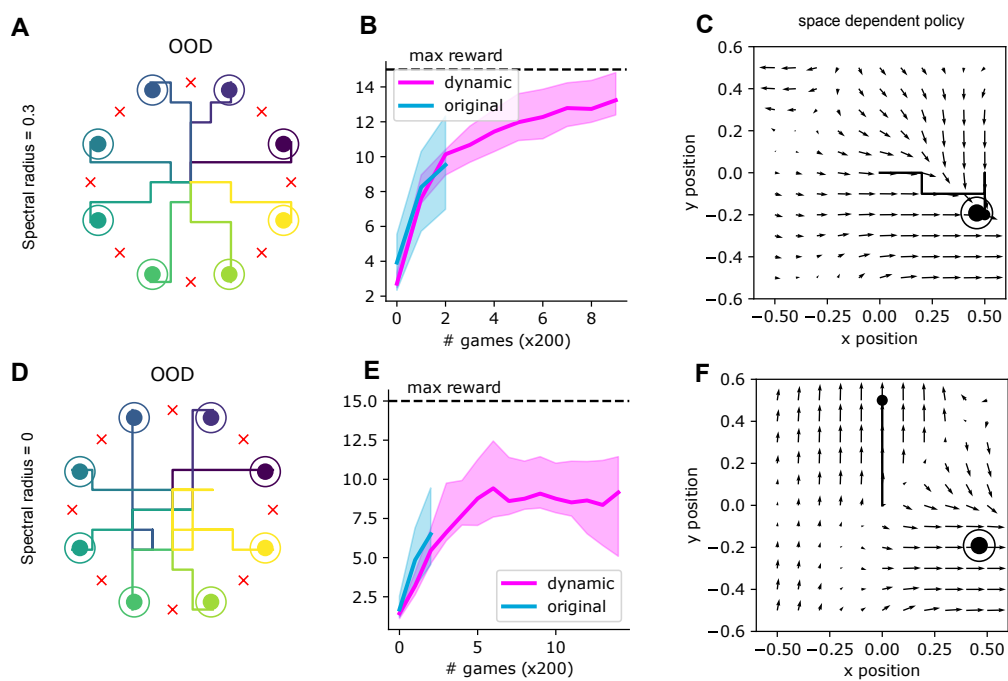 A
OOD
Spectral radius = 0.3
B
max reward
dynamic
original
14
12
10
8
6
4
2
0
2
4
6
8
# games (x200)
C
space dependent policy
0.6
0.4
0.2
0.0
−0.2
−0.4
−0.6
y position
−0.50
−0.25
0.00
0.25
0.50
x position
D
OOD
Spectral radius = 0
E
max reward
15.0
12.5
10.0
7.5
5.0
2.5
dynamic
original
0
5
10
# games (x200)
F
0.6
0.4
0.2
0.0
−0.2
−0.4
−0.6
y position
−0.50
−0.25
0.00
0.25
0.50
x position